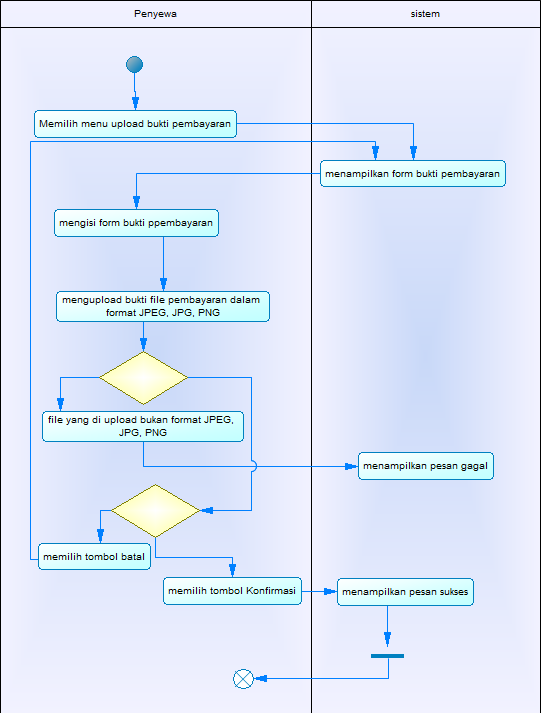 Penyewa
sistem
Memilih menu upload bukti pembayaran
menampilkan form bukti pembayaran
mengisi form bukti ppembayaran
mengupload bukti file pembayaran dalam
format JPEG, JPG, PNG
file yang di upload bukan format JPEG,
JPG, PNG
menampilkan pesan gagal
memilih tombol batal
memilih tombol Konfirmasi
menampilkan pesan sukses